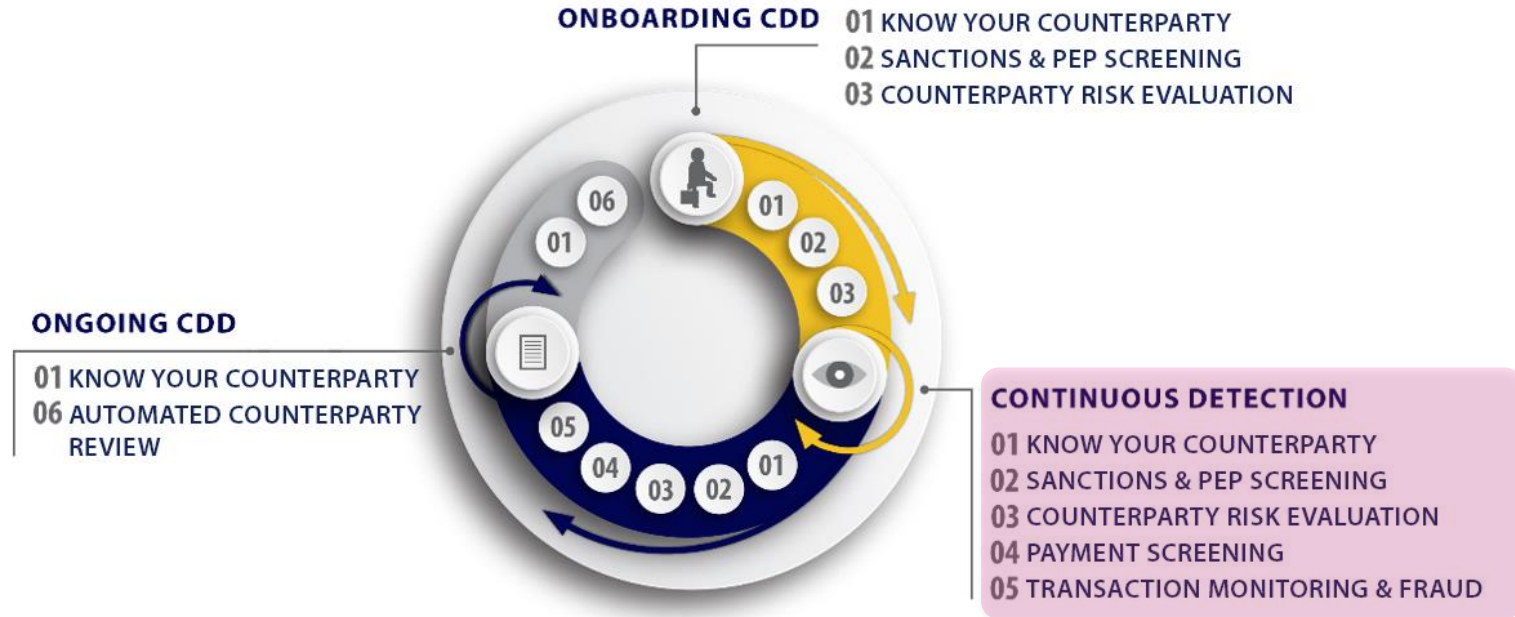 ONBOARDING CDD
01 KNOW YOUR COUNTERPARTY
02 SANCTIONS & PEP SCREENING
03 COUNTERPARTY RISK EVALUATION
06
01
01
02
03
ONGOING CDD
01 KNOW YOUR COUNTERPARTY
06 AUTOMATED COUNTERPARTY
REVIEW
05
04
03
02
01
CONTINUOUS DETECTION
01 KNOW YOUR COUNTERPARTY
02 SANCTIONS & PEP SCREENING
03 COUNTERPARTY RISK EVALUATION
04 PAYMENT SCREENING
05 TRANSACTION MONITORING & FRAUD